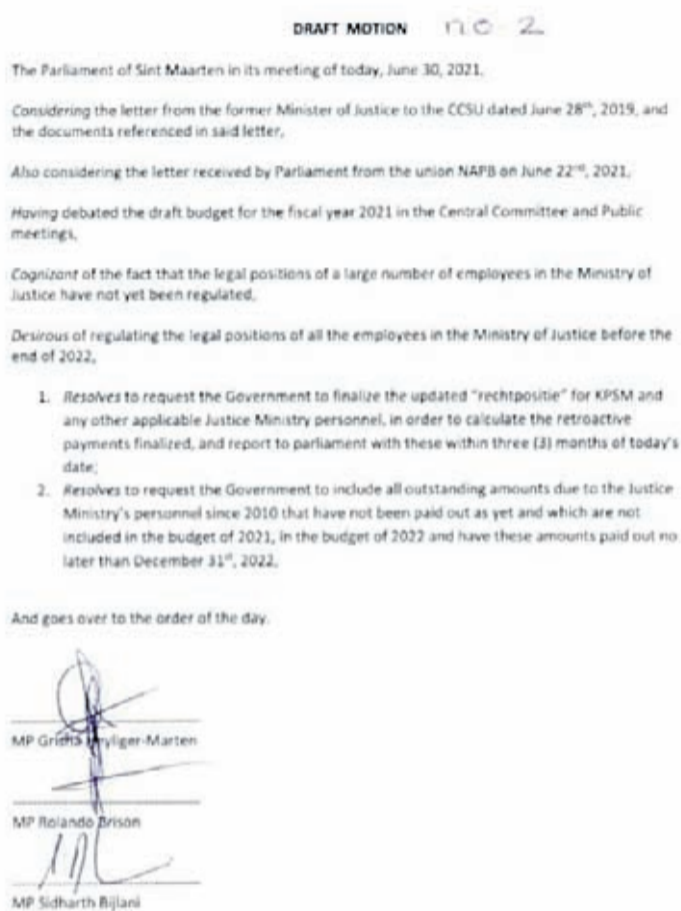 DRAFT MOTION no 2
The Parliament of Sint Maarten in its meeting of today, June 30, 2021,
Considering the letter from the former Minister of Justice to the CCSU dated June 28th, 2019, and
the documents referenced in said letter,
Also considering the letter received by Parliament from the union NAPB on June 22nd, 2021,
Having debated the draft budget for the fiscal year 2021 in the Central Committee and Public
meetings,
Cognizant of the fact that the legal positions of a large number of employees in the Ministry of
Justice have not yet been regulated,
Desirous of regulating the legal positions of all the employees in the Ministry of Justice before the
end of 2022,
1. Resolves to request the Government to finalize the updated "rechtpositie" for KPSM and
any other applicable Justice Ministry personnel, in order to calculate the retroactive
payments finalized, and report to parliament with these within three (3) months of today's
date;
2. Resolves to request the Government to include all outstanding amounts due to the Justice
Ministry's personnel since 2010 that have not been paid out as yet and which are not
included in the budget of 2021, in the budget of 2022 and have these amounts paid out no
later than December 31st, 2022,
And goes over to the order of the day.
MP Grisha Heyliger-Marten
MP Rolando Brison
MP Sidharth Bijlani